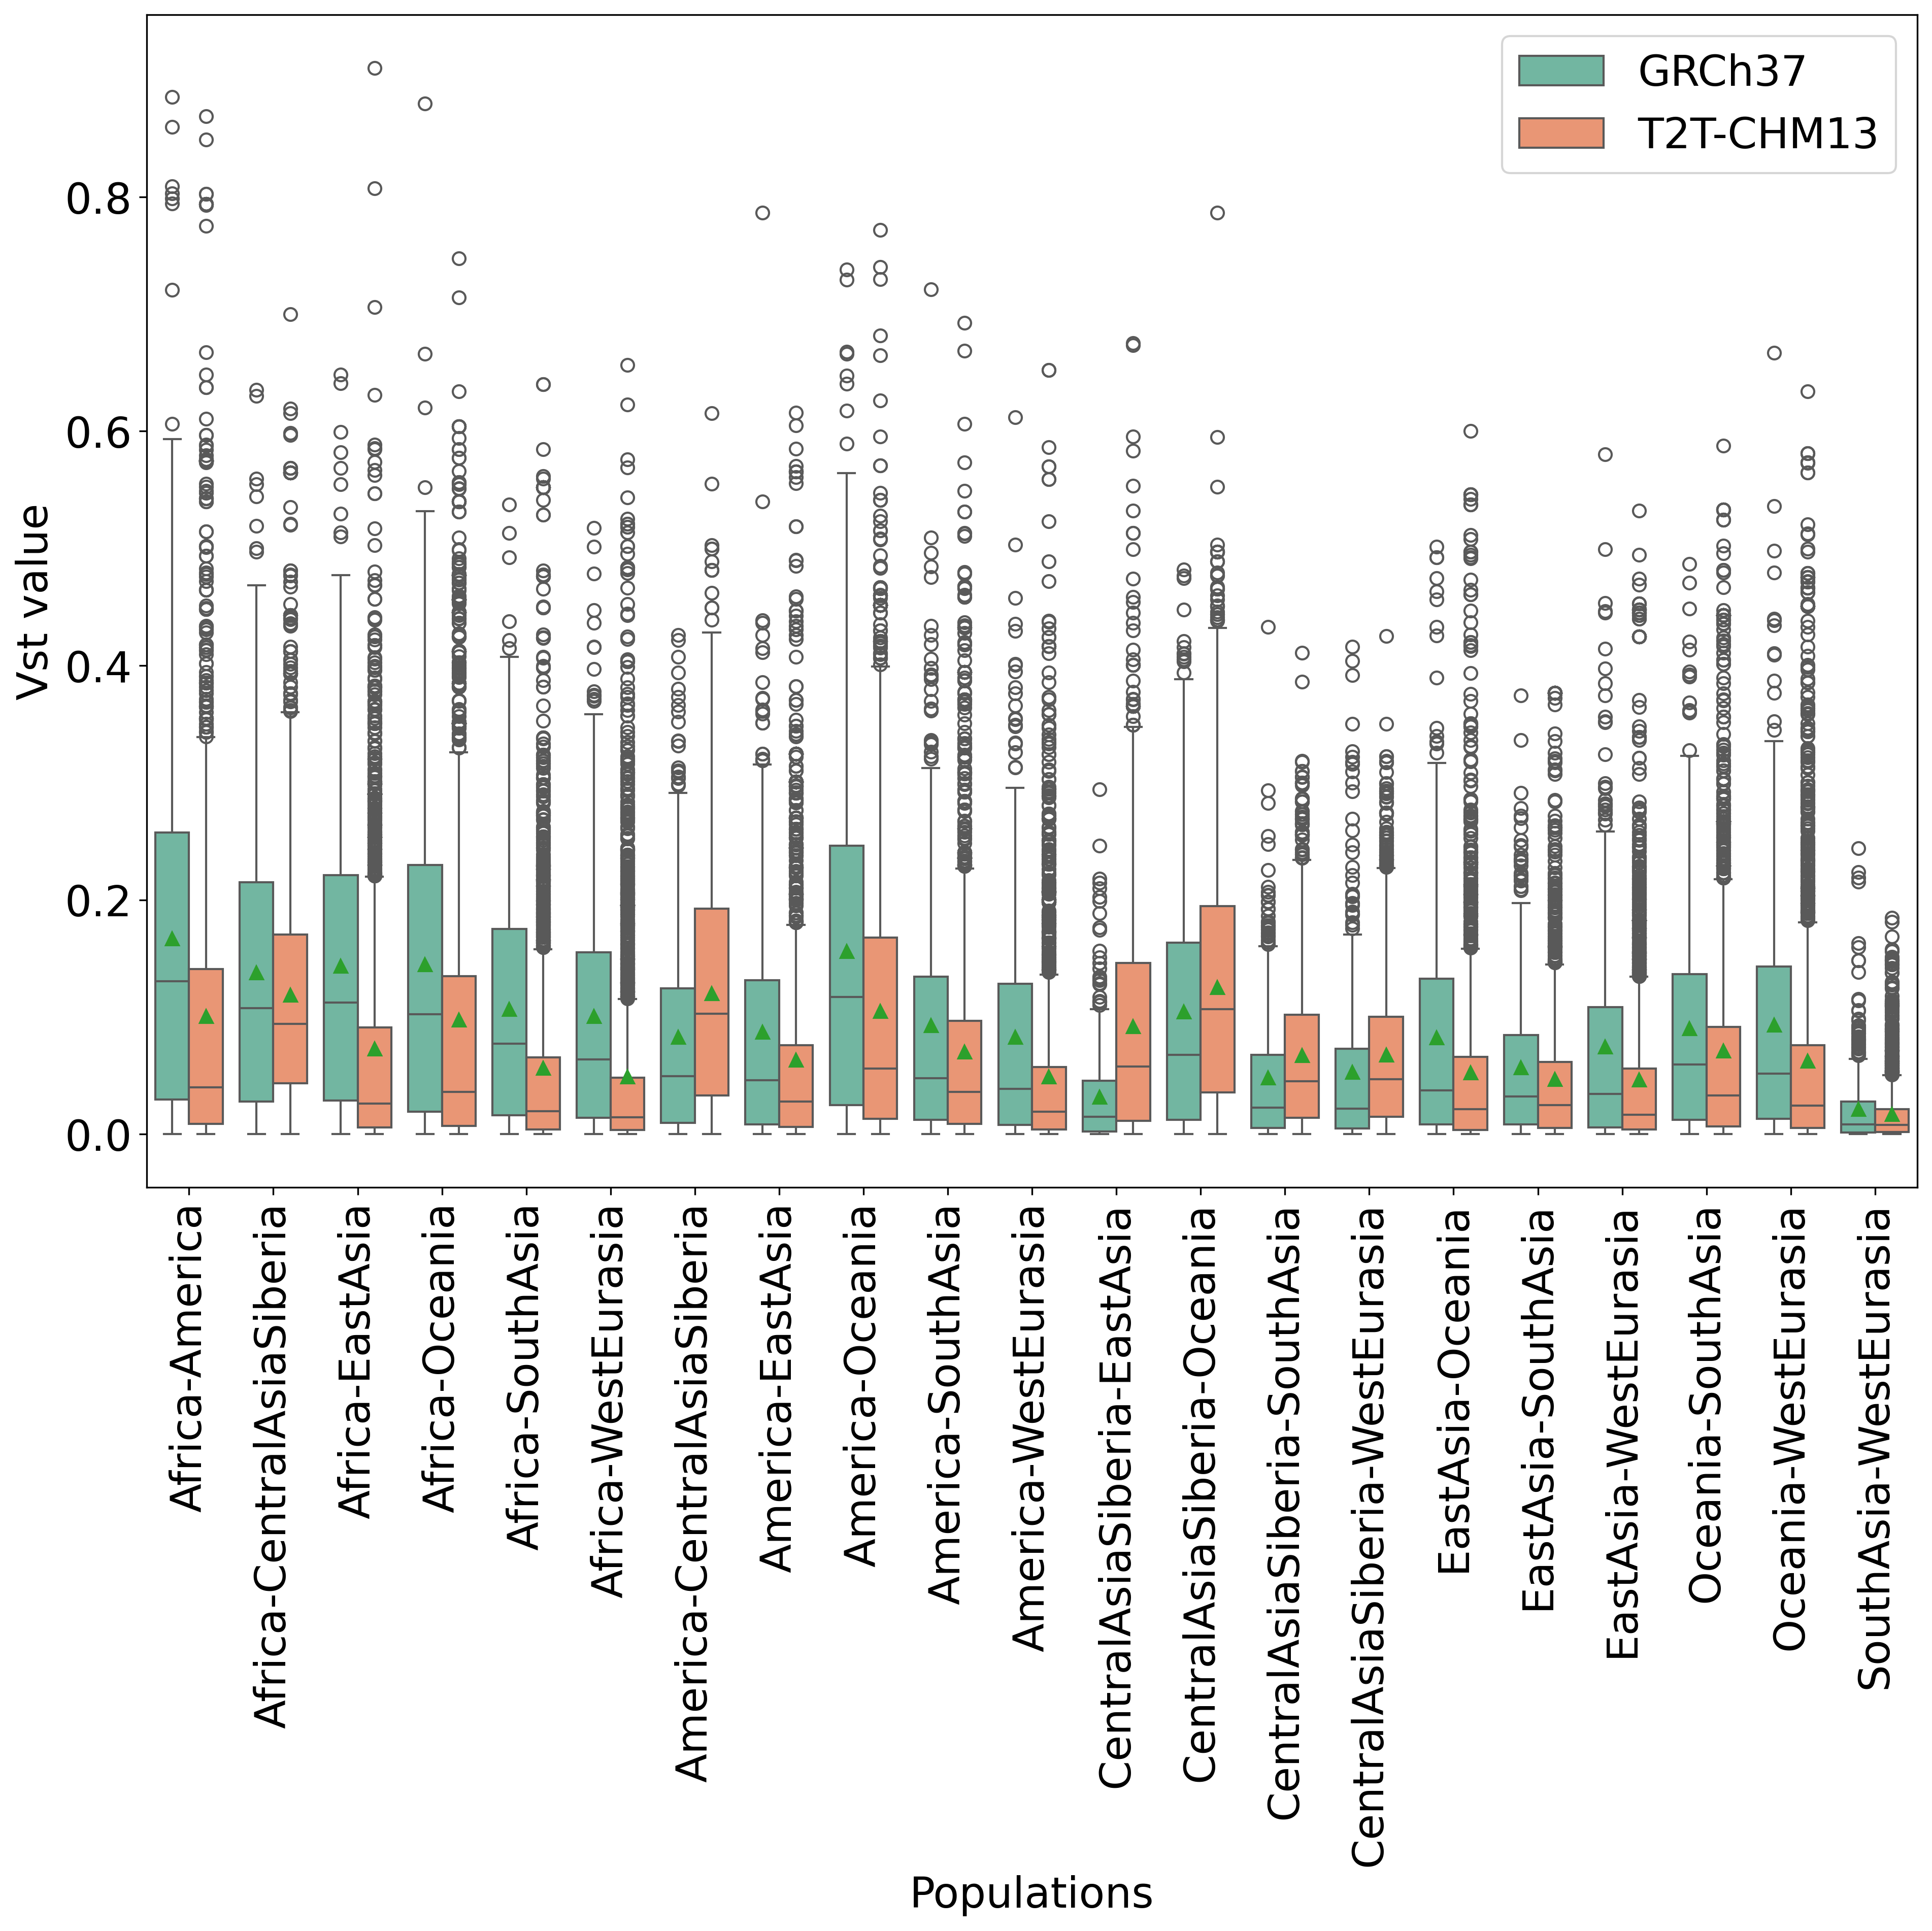 GRCh37
T2T-CHM13
0.8
0.6
0.4
0.2
0.0
Vst value
Africa-America
Africa-CentralAsiaSiberia
Africa-EastAsia
Africa-Oceania
Africa-SouthAsia
Africa-WestEurasia
America-CentralAsiaSiberia
America-EastAsia
America-Oceania
America-SouthAsia
America-WestEurasia
CentralAsiaSiberia-EastAsia
CentralAsiaSiberia-Oceania
CentralAsiaSiberia-SouthAsia
CentralAsiaSiberia-WestEurasia
EastAsia-Oceania
EastAsia-SouthAsia
EastAsia-WestEurasia
Oceania-SouthAsia
Oceania-WestEurasia
SouthAsia-WestEurasia
Populations